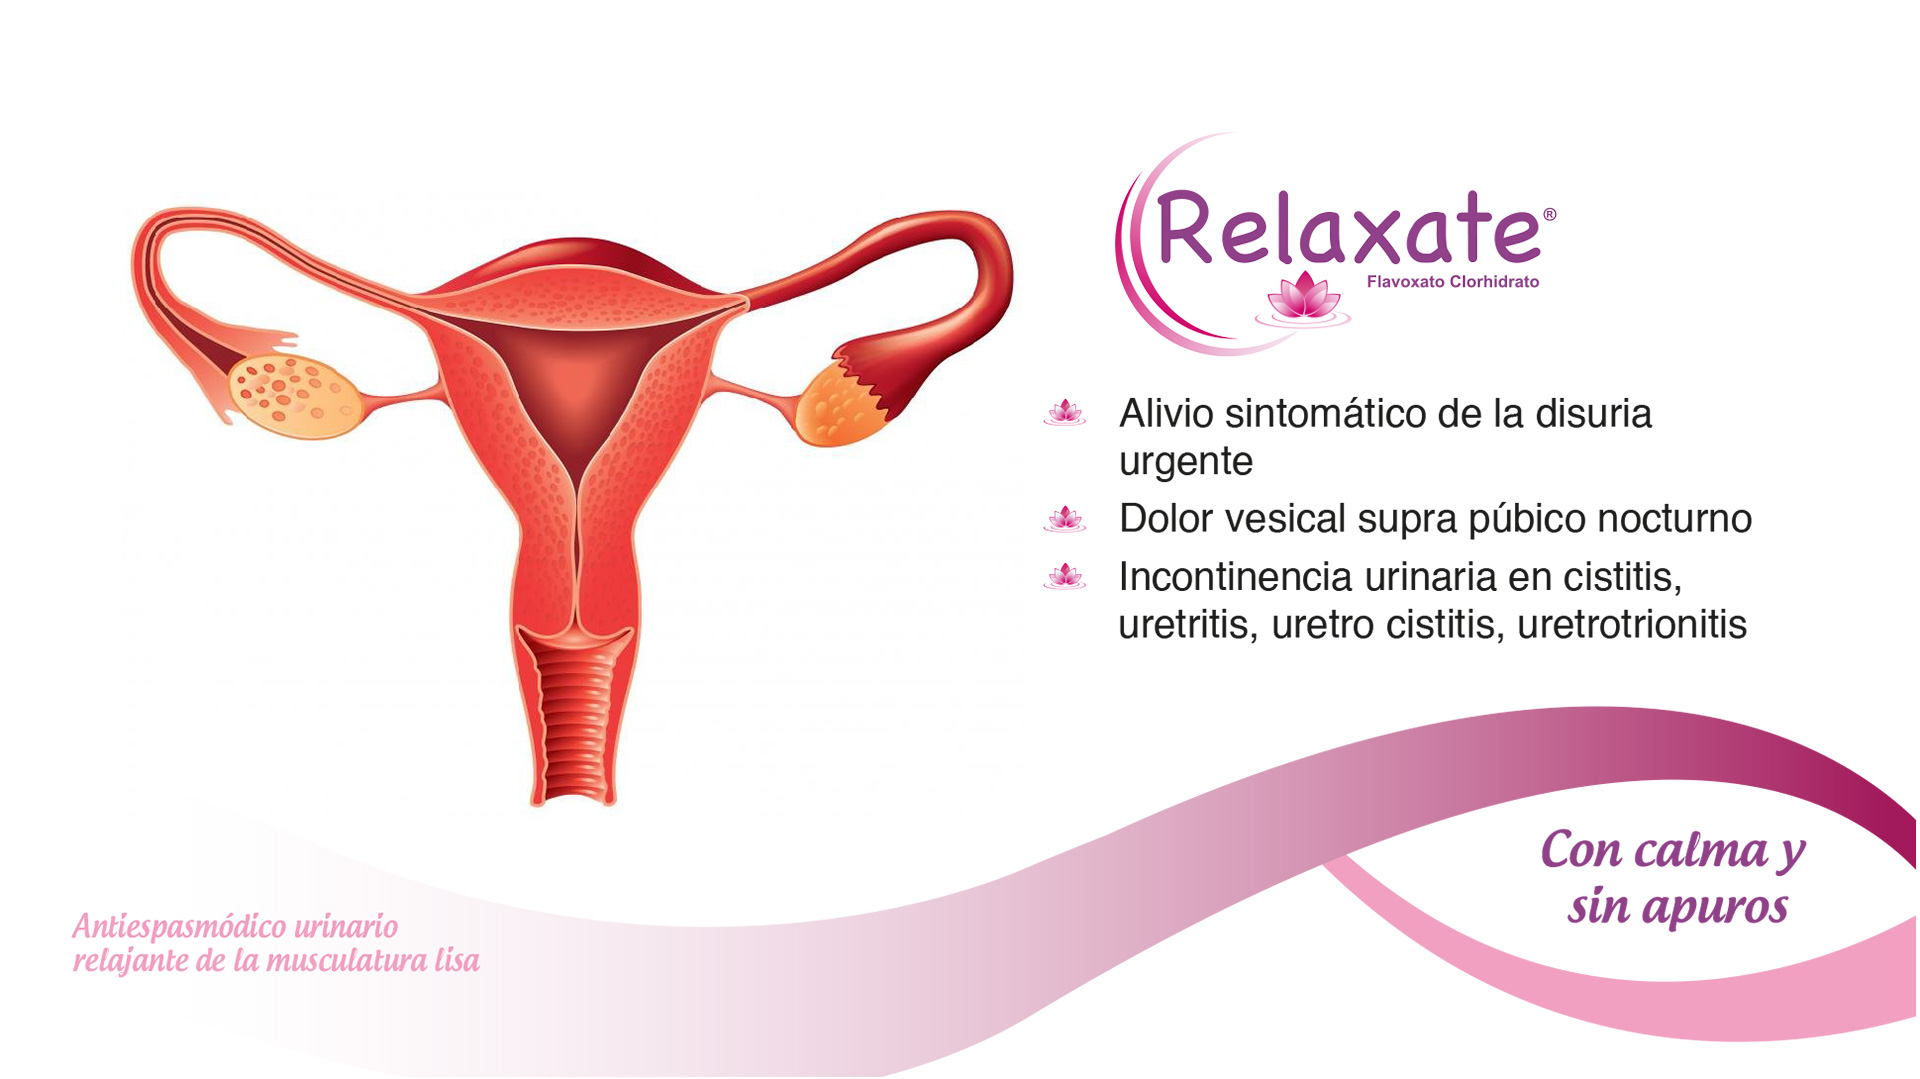 Relaxate®
Flavoxato Clorhidrato
Alivio sintomático de la disuria
urgente
Dolor vesical supra púbico nocturno
Incontinencia urinaria en cistitis,
uretritis, uretro cistitis, uretrotrionitis
Con calma y
sin apuros
Antiespasmódico urinario
relajante de la musculatura lisa